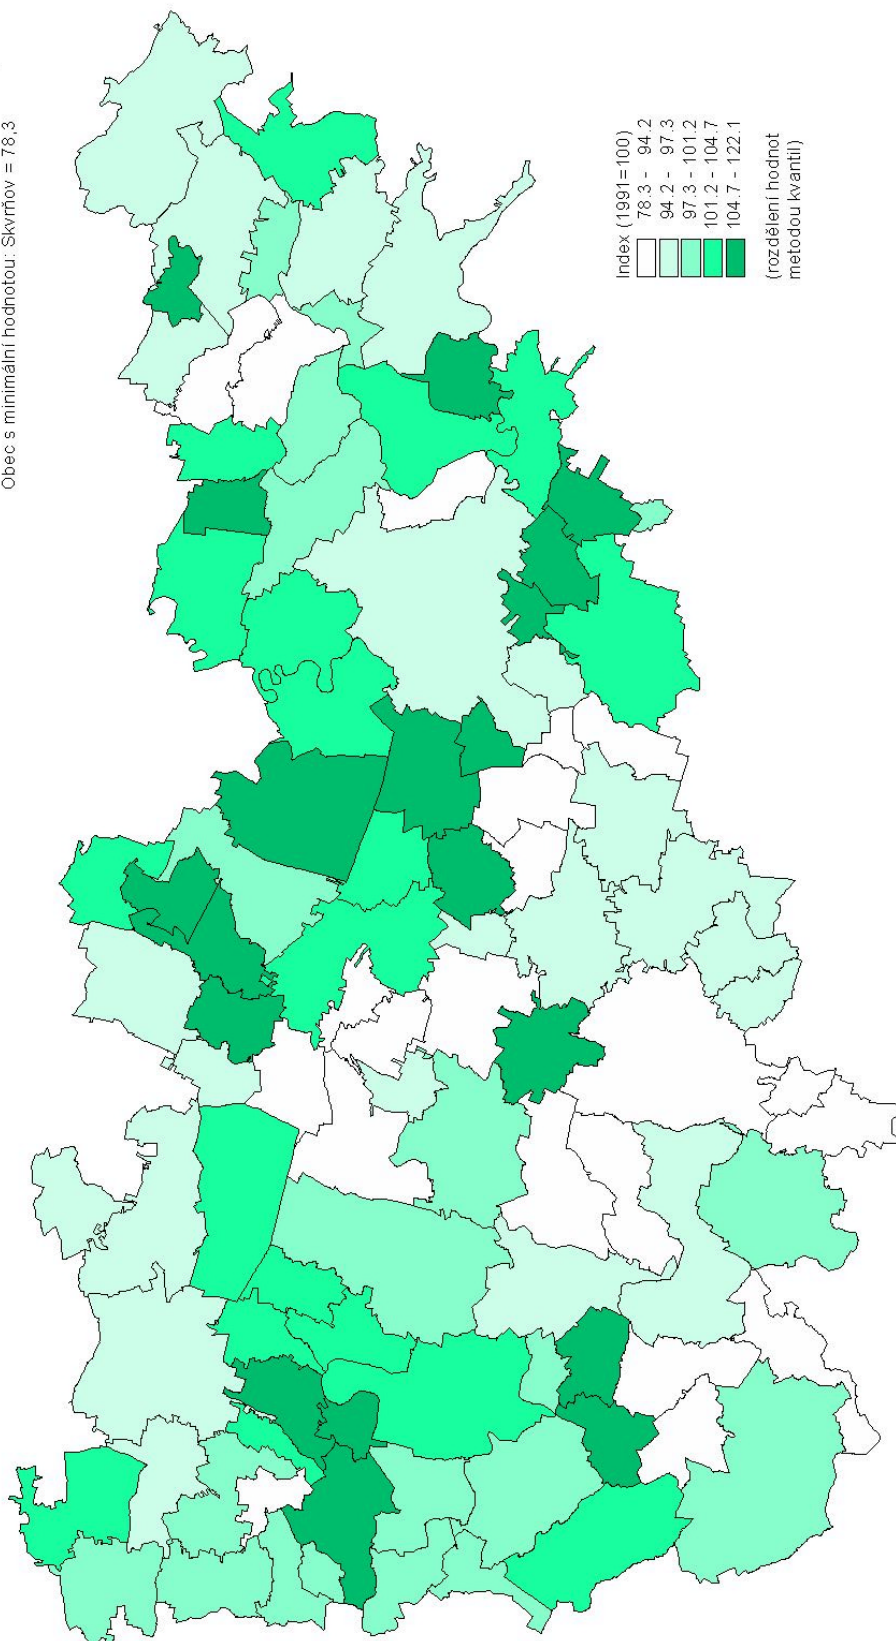 Obec s minimální hodnotou: Skvrňov = 78,3
Index (1991=100)
78.3 - 94.2
94.2 - 97.3
97.3 - 101.2
101.2 - 104.7
104.7 - 122.1
(rozdělení hodnot
metodou kvantil)